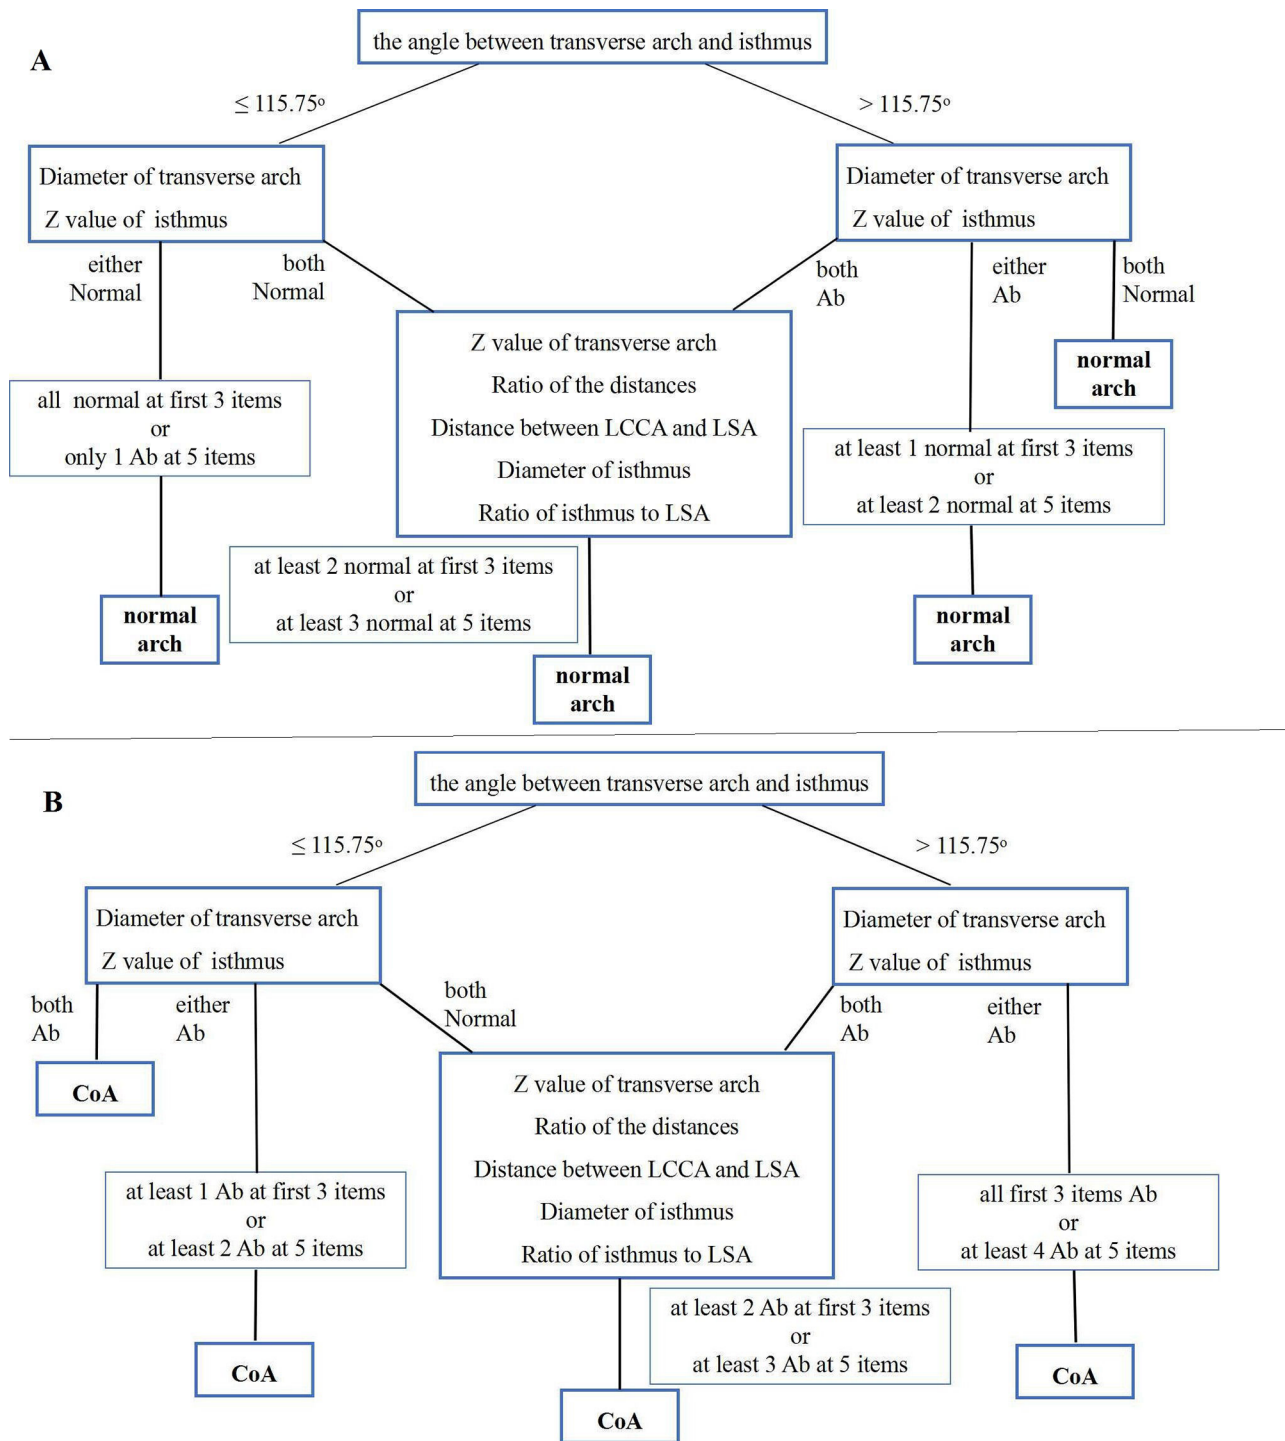 A
the angle between transverse arch and isthmus
≤ 115.75º
> 115.75º
Diameter of transverse arch
Z value of isthmus
Diameter of transverse arch
Z value of isthmus
either
Normal
both
Normal
both
Ab
either
Ab
both
Normal
Z value of transverse arch
Ratio of the distances
Distance between LCCA and LSA
Diameter of isthmus
Ratio of isthmus to LSA
normal
arch
all normal at first 3 items
or
only 1 Ab at 5 items
at least 1 normal at first 3 items
or
at least 2 normal at 5 items
at least 2 normal at first 3 items
or
at least 3 normal at 5 items
normal
arch
normal
arch
normal
arch
B
the angle between transverse arch and isthmus
≤ 115.75º
> 115.75º
Diameter of transverse arch
Z value of isthmus
Diameter of transverse arch
Z value of isthmus
both
Ab
either
Ab
both
Normal
both
Ab
either
Ab
CoA
Z value of transverse arch
Ratio of the distances
Distance between LCCA and LSA
Diameter of isthmus
Ratio of isthmus to LSA
at least 1 Ab at first 3 items
or
at least 2 Ab at 5 items
all first 3 items Ab
or
at least 4 Ab at 5 items
at least 2 Ab at first 3 items
or
at least 3 Ab at 5 items
CoA
CoA
CoA